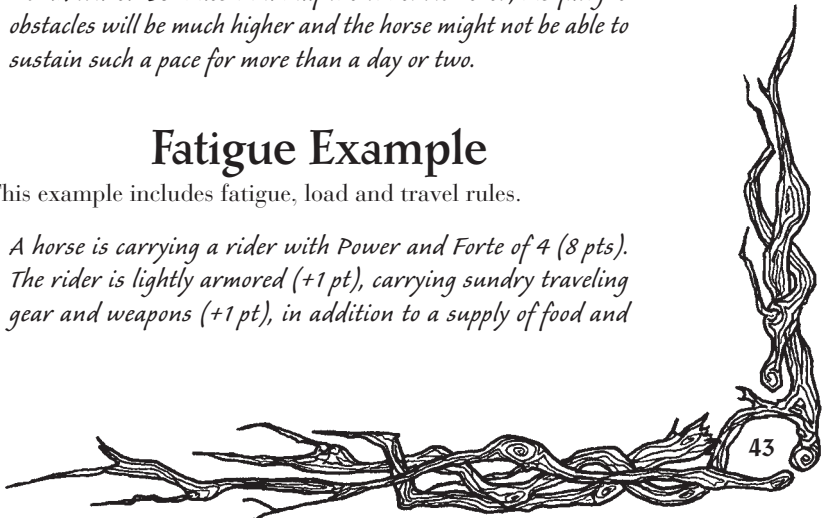 obstacles will be much higher and the horse might not be able to
sustain such a pace for more than a day or two.
Fatigue Example
This example includes fatigue, load and travel rules.
A horse is carrying a rider with Power and Forte of 4 (8 pts).
The rider is lightly armored (+1 pt), carrying sundry traveling
gear and weapons (+1 pt), in addition to a supply of food and
43